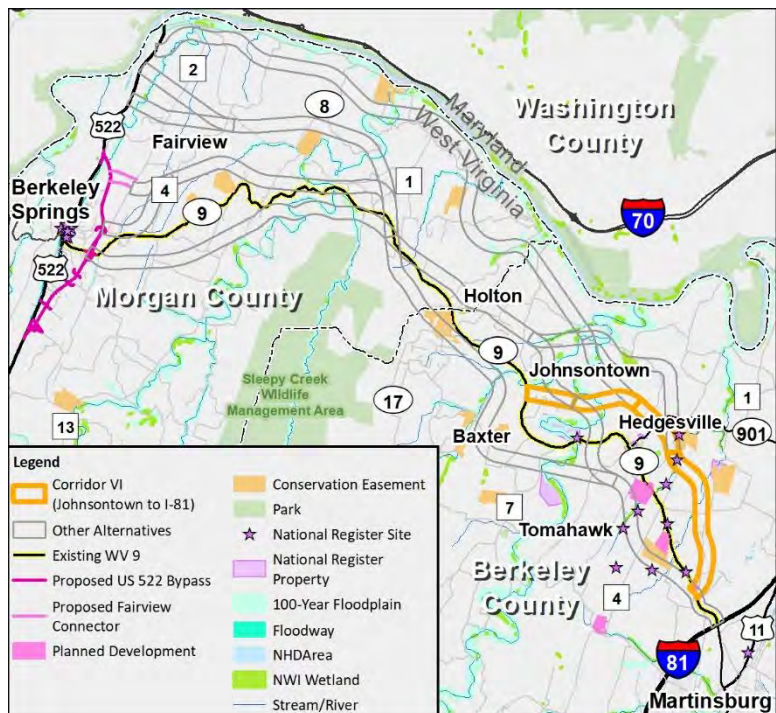 2
522
8
Maryland
West Virginia
Washington
County
Fairview
1
4
Berkeley
Springs
9
70
522
Holton
Morgan County
9
Johnsontown
Sleepy Creek
Wildlife
Management Area
17
1
Hedgesville
13
Baxter
901
9
7
Tomahawk
Berkeley
County
4
11
81
Martinsburg
Legend
Corridor VI
(Johnsontown to I-81)
Other Alternatives
Existing WV 9
Proposed US 522 Bypass
Proposed Fairview
Connector
Planned Development
Conservation Easement
Park
National Register Site
National Register
Property
100-Year Floodplain
Floodway
NHDArea
NWI Wetland
Stream/River